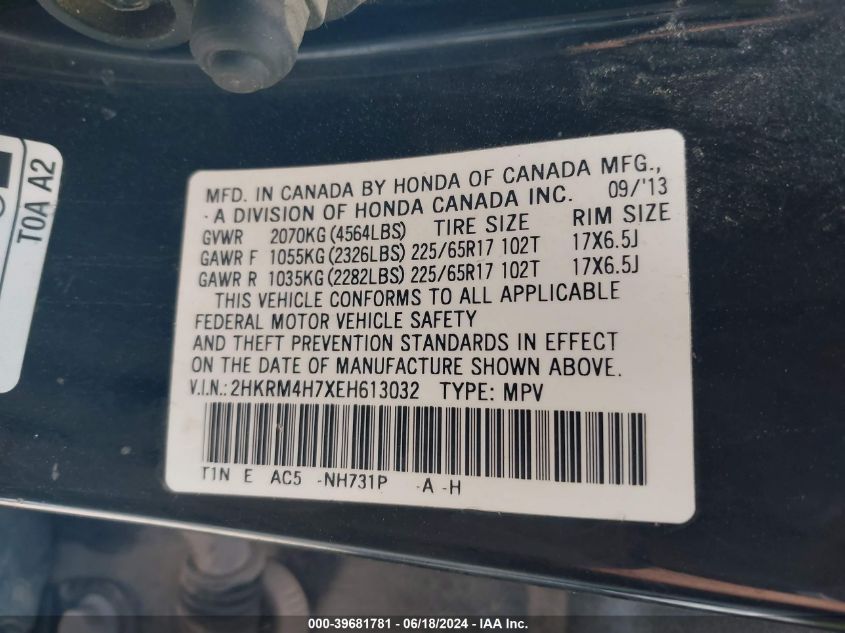 MFD. IN CANADA BY HONDA OF CANADA MFG.,
- A DIVISION OF HONDA CANADA INC. 09/'13
GVWR 2070KG (4564LBS) TIRE SIZE RIM SIZE
GAWR F 1055KG (2326LBS) 225/65R17 102T 17X6.5J
GAWR R 1035KG (2282LBS) 225/65R17 102T 17X6.5J
THIS VEHICLE CONFORMS TO ALL APPLICABLE
FEDERAL MOTOR VEHICLE SAFETY
AND THEFT PREVENTION STANDARDS IN EFFECT
ON THE DATE OF MANUFACTURE SHOWN ABOVE.
V.I.N.: 2HKRM4H7XEH613032 TYPE: MPV
T1N E AC5 -NH731P -A -H
T0A A2
000-39681781 - 06/18/2024 - IAA Inc.